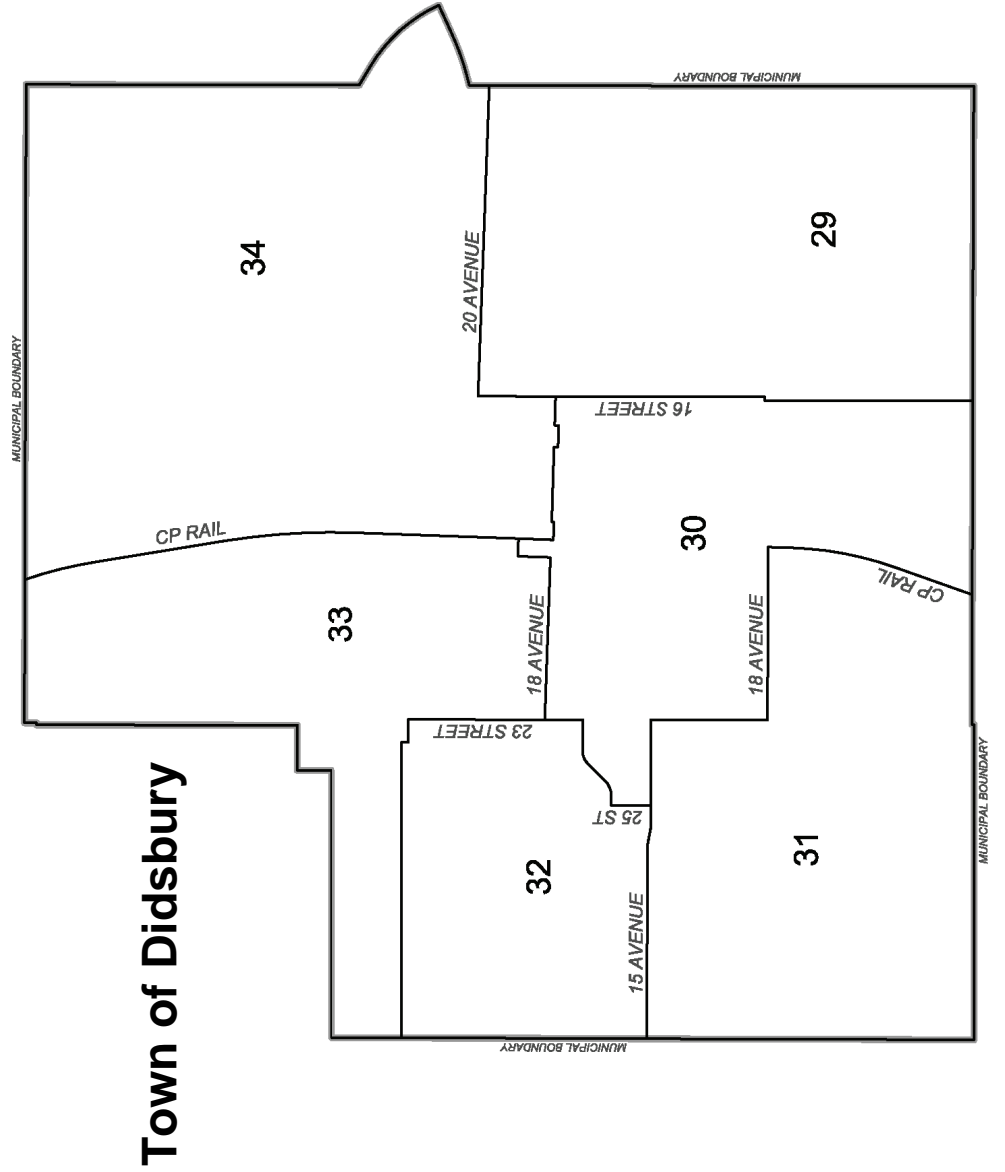 Town of Didsbury
MUNICIPAL BOUNDARY
MUNICIPAL BOUNDARY
34
29
20 AVENUE
16 STREET
CP RAIL
33
30
18 AVENUE
18 AVENUE
CP RAIL
23 STREET
25 ST
32
31
15 AVENUE
MUNICIPAL BOUNDARY
MUNICIPAL BOUNDARY